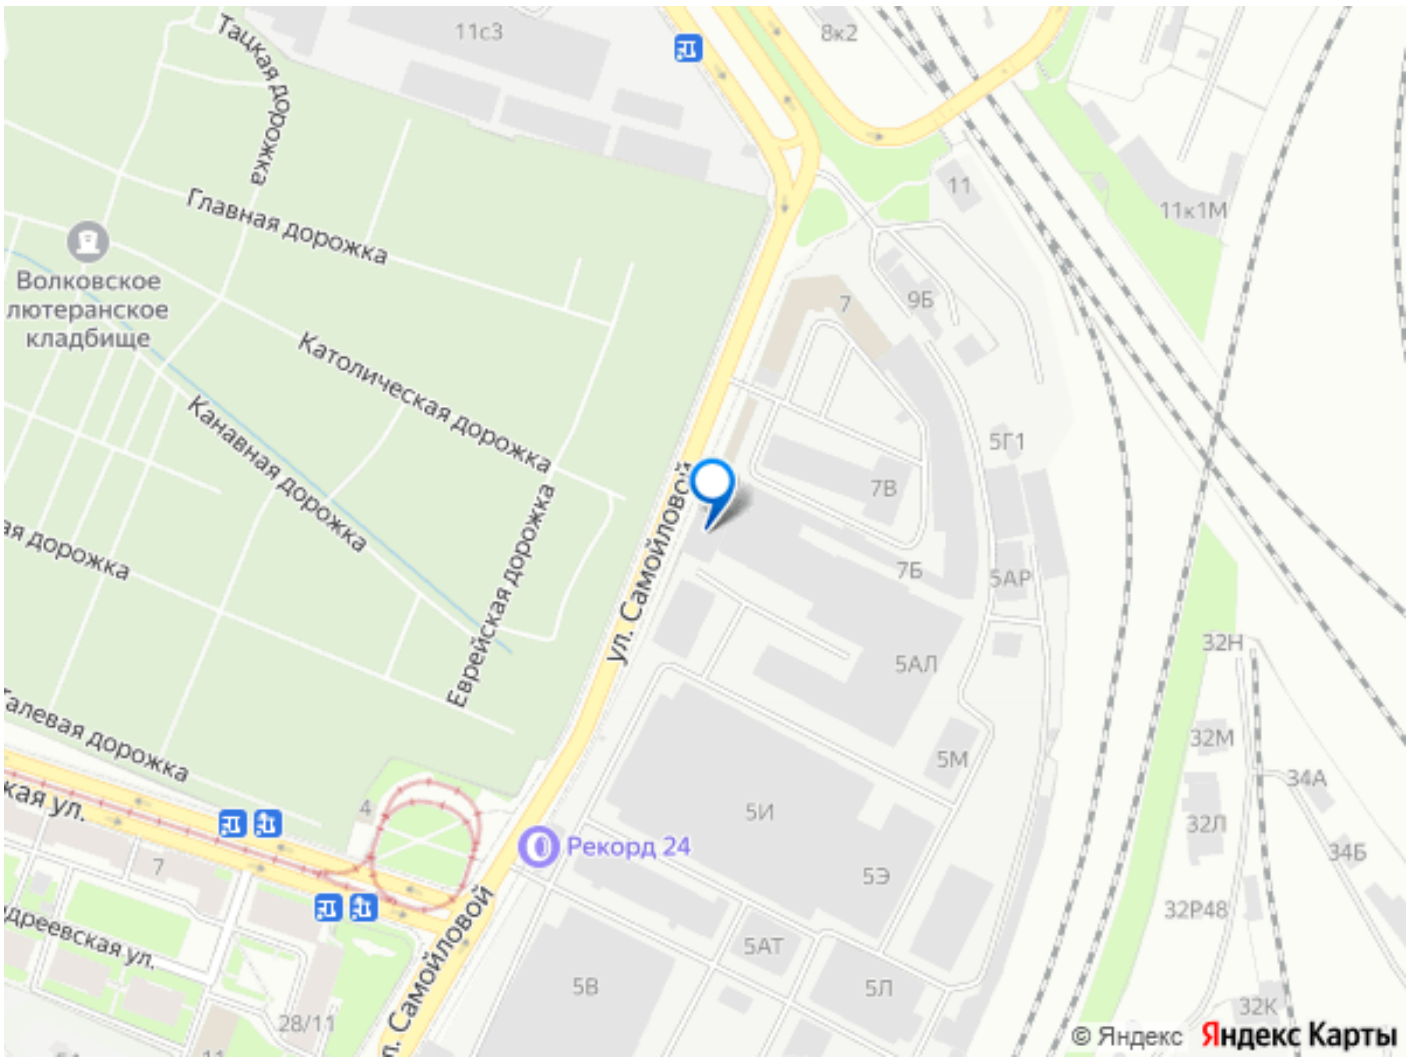 11с3
8к2
Тацкая дорожка
11
11к1М
Главная дорожка
Волковское
лютеранское
кладбище
7
9Б
Католическая дорожка
Канавная дорожка
5Г1
7В
ул. Самойловой
Еврейская дорожка
ая дорожка
7Б
5АР
32Н
5АЛ
Галевая дорожка
32М
5М
34А
кая ул.
4
5И
32Л
Рекорд 24
34Б
7
5Э
32Р48
дреевская ул.
5АТ
л. Самойловой
5В
5Л
32К
28/11
11
© Яндекс Яндекс Карты